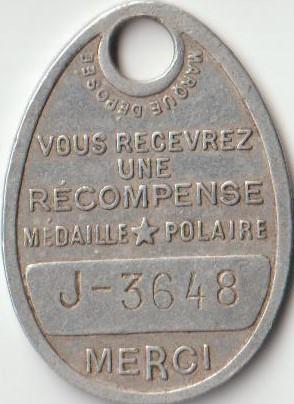 MARQUE DÉPOSÉE
VOUS RECEVREZ
UNE
RÉCOMPENSE
MÉDAILLE ★ POLAIRE
J-3648
MERCI